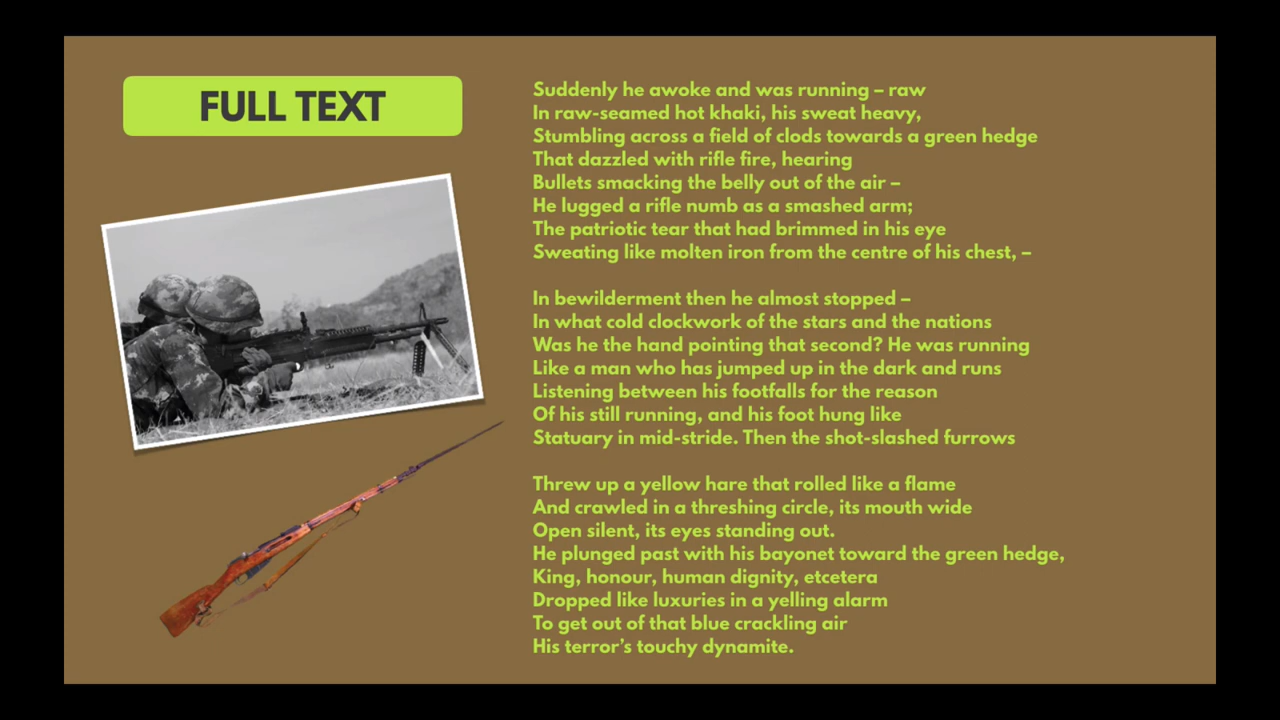 FULL TEXT
Suddenly he awoke and was running – raw
In raw-seamed hot khaki, his sweat heavy,
Stumbling across a field of clods towards a green hedge
That dazzled with rifle fire, hearing
Bullets smacking the belly out of the air –
He lugged a rifle numb as a smashed arm;
The patriotic tear that had brimmed in his eye
Sweating like molten iron from the centre of his chest, –
In bewilderment then he almost stopped –
In what cold clockwork of the stars and the nations
Was he the hand pointing that second? He was running
Like a man who has jumped up in the dark and runs
Listening between his footfalls for the reason
Of his still running, and his foot hung like
Statuary in mid-stride. Then the shot-slashed furrows
Threw up a yellow hare that rolled like a flame
And crawled in a threshing circle, its mouth wide
Open silent, its eyes standing out.
He plunged past with his bayonet toward the green hedge,
King, honour, human dignity, etcetera
Dropped like luxuries in a yelling alarm
To get out of that blue crackling air
His terror’s touchy dynamite.